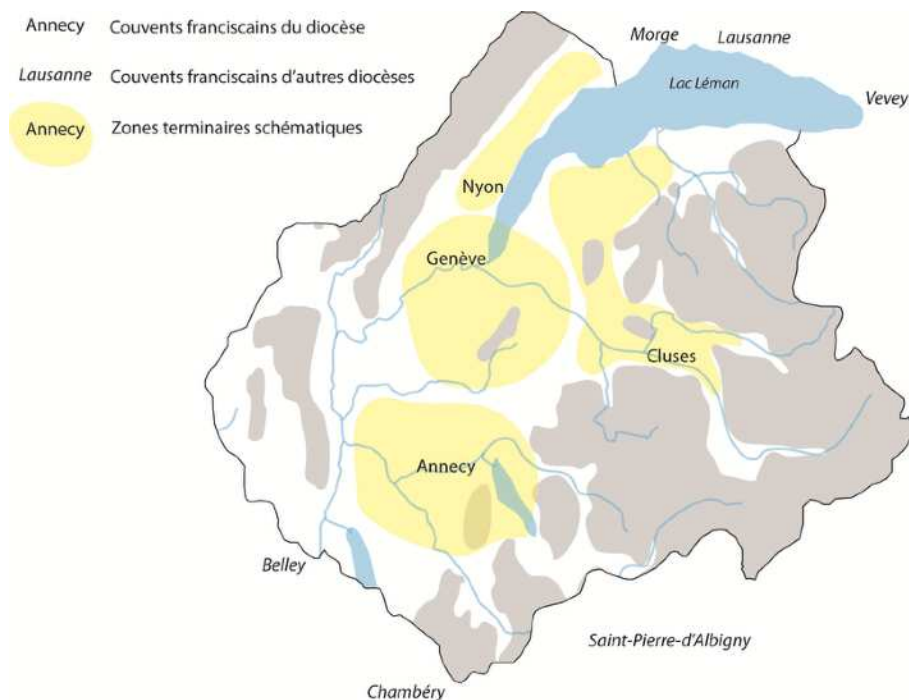 Annecy Couvents franciscains du diocèse
Lausanne Couvents franciscains d'autres diocèses
Annecy Zones terminaires schématiques
Morge
Lausanne
Lac Léman
Vevey
Nyon
Genève
Cluses
Annecy
Belley
Saint-Pierre-d'Albigny
Chambéry